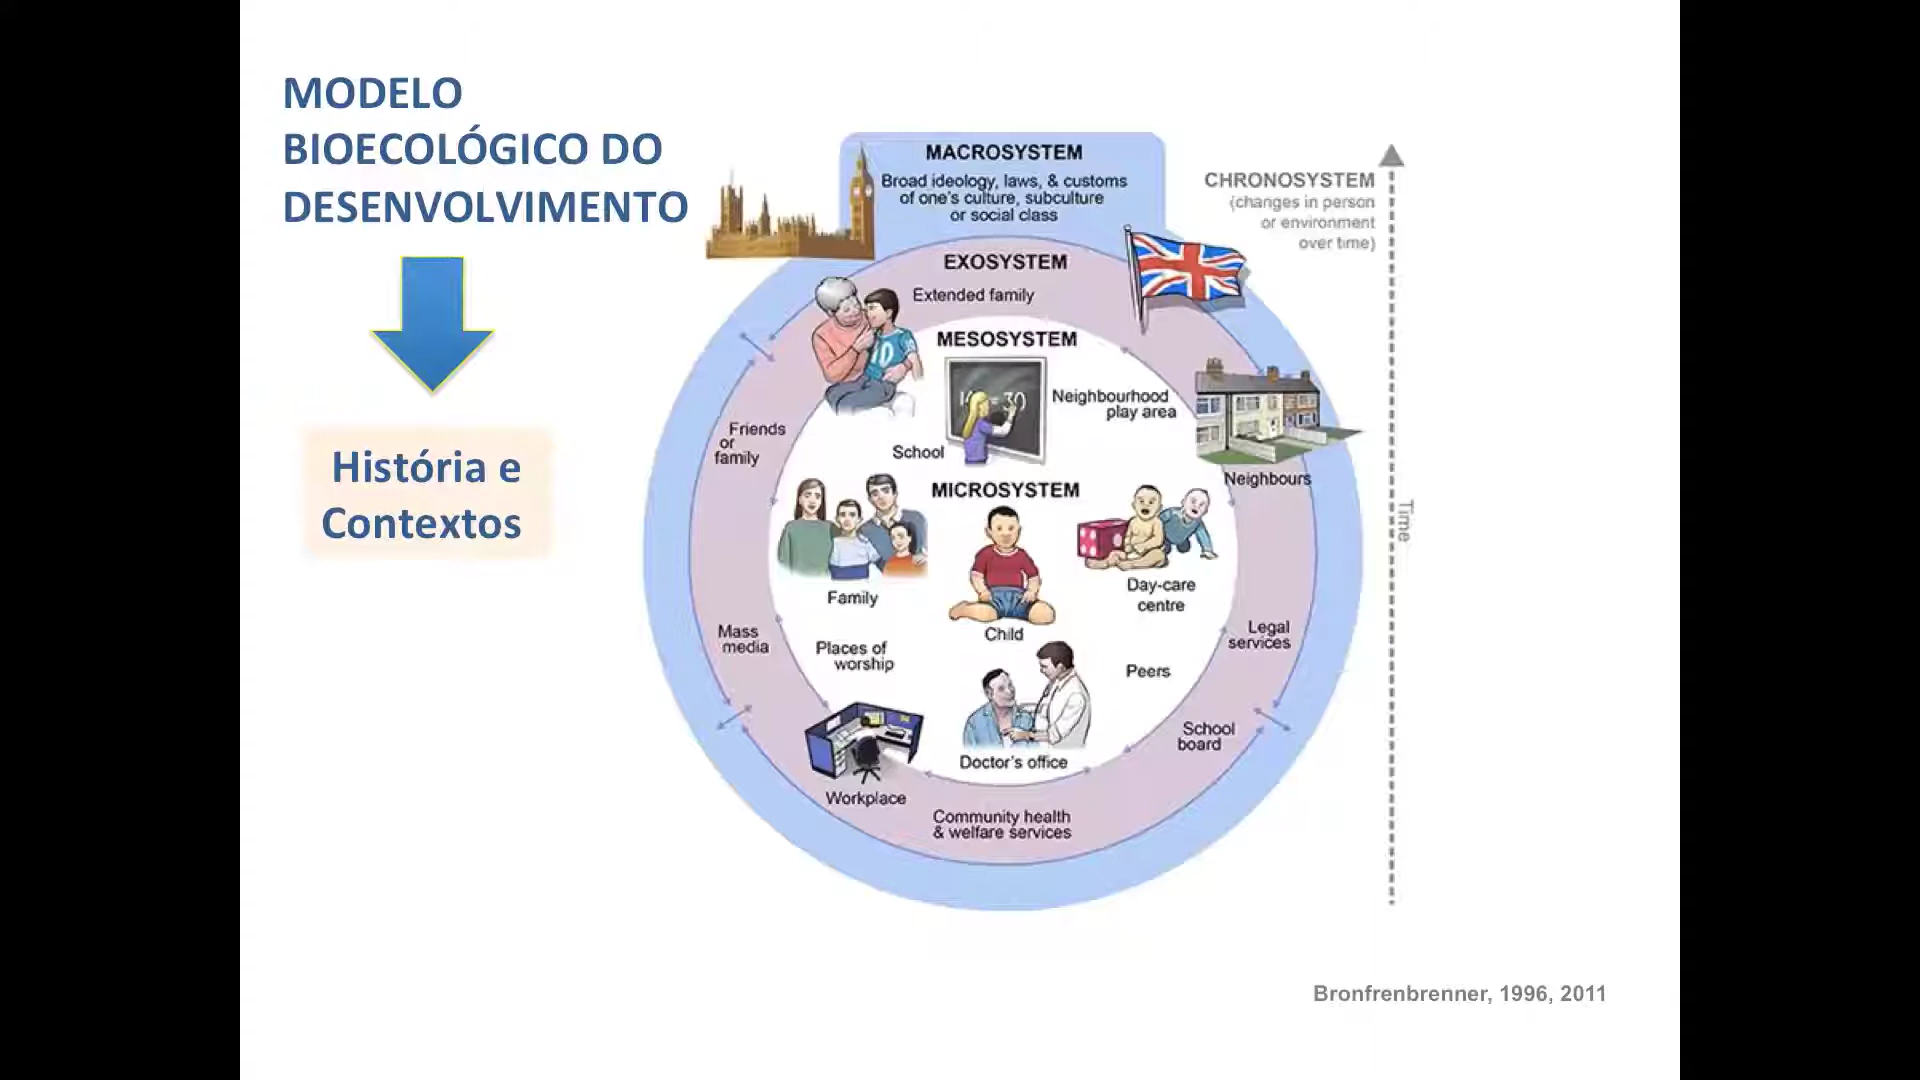 MODELO
BIOECOLÓGICO DO
DESENVOLVIMENTO
História e
Contextos
MACROSYSTEM
Broad ideology, laws, & customs
of one's culture, subculture
or social class
CHRONOSYSTEM
(changes in person
or environment
over time)
EXOSYSTEM
Extended family
MESOSYSTEM
Neighbourhood
play area
School
Friends
or
family
Neighbours
MICROSYSTEM
Time
Family
Day-care
centre
Child
Mass
media
Places of
worship
Legal
services
Peers
School
board
Doctor's office
Workplace
Community health
& welfare services
Bronfrenbrenner, 1996, 2011